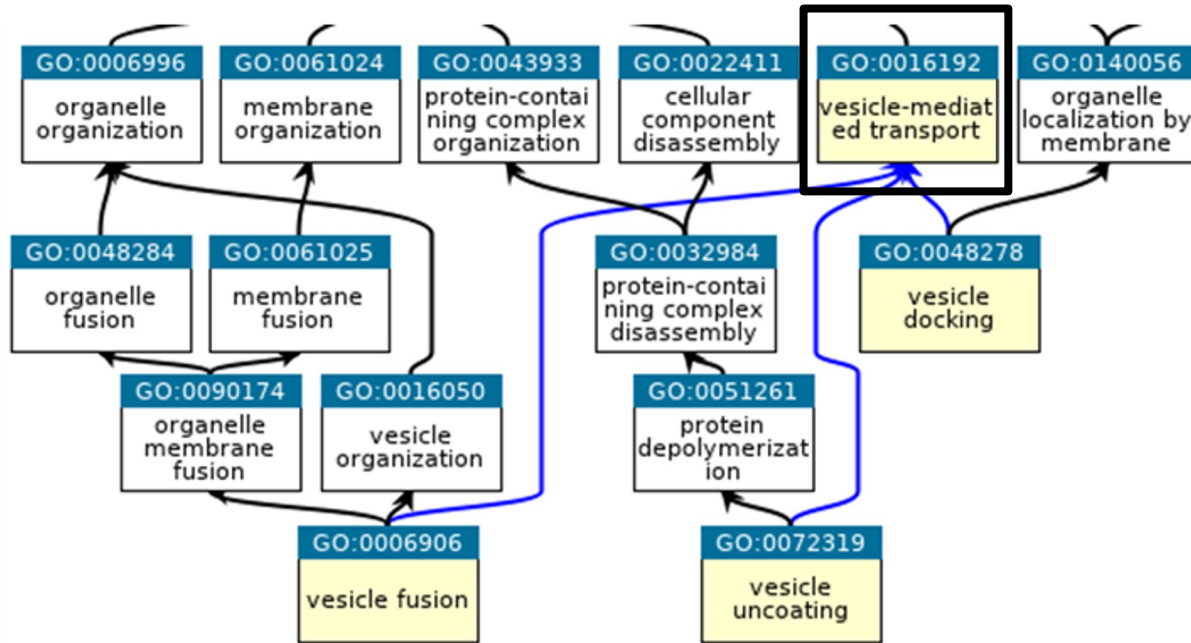 GO:0006996
organelle
organization
GO:0061024
membrane
organization
GO:0043933
protein-contai
ning complex
organization
GO:0022411
cellular
component
disassembly
GO:0016192
vesicle-mediat
ed transport
GO:0140056
organelle
localization by
membrane
GO:0048284
organelle
fusion
GO:0061025
membrane
fusion
GO:0032984
protein-contai
ning complex
disassembly
GO:0048278
vesicle
docking
GO:0090174
organelle
membrane
fusion
GO:0016050
vesicle
organization
GO:0051261
protein
depolymerizat
ion
GO:0006906
vesicle fusion
GO:0072319
vesicle
uncoating